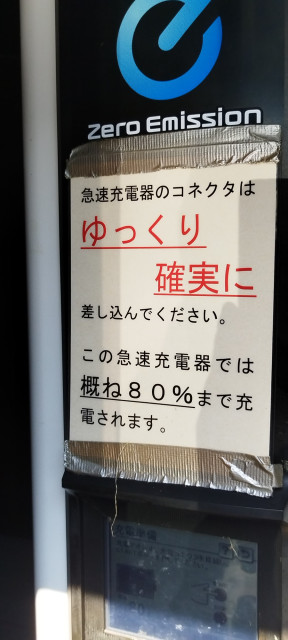 Zero Emission
急速充電器のコネクタは
ゆっくり
確実に
差し込んでください。
この急速充電器では
概ね８０％まで充
電されます。